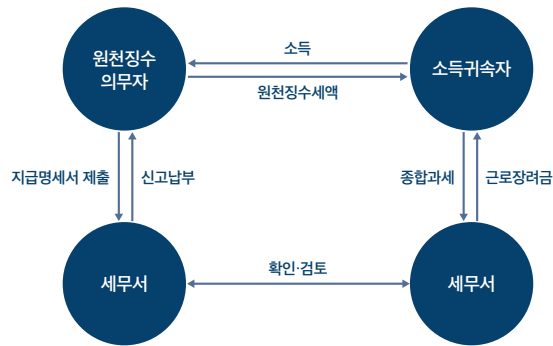 원천징수
의무자
소득
원천징수세액
소득귀속자
지급명세서 제출
신고납부
종합과세
근로장려금
세무서
확인·검토
세무서